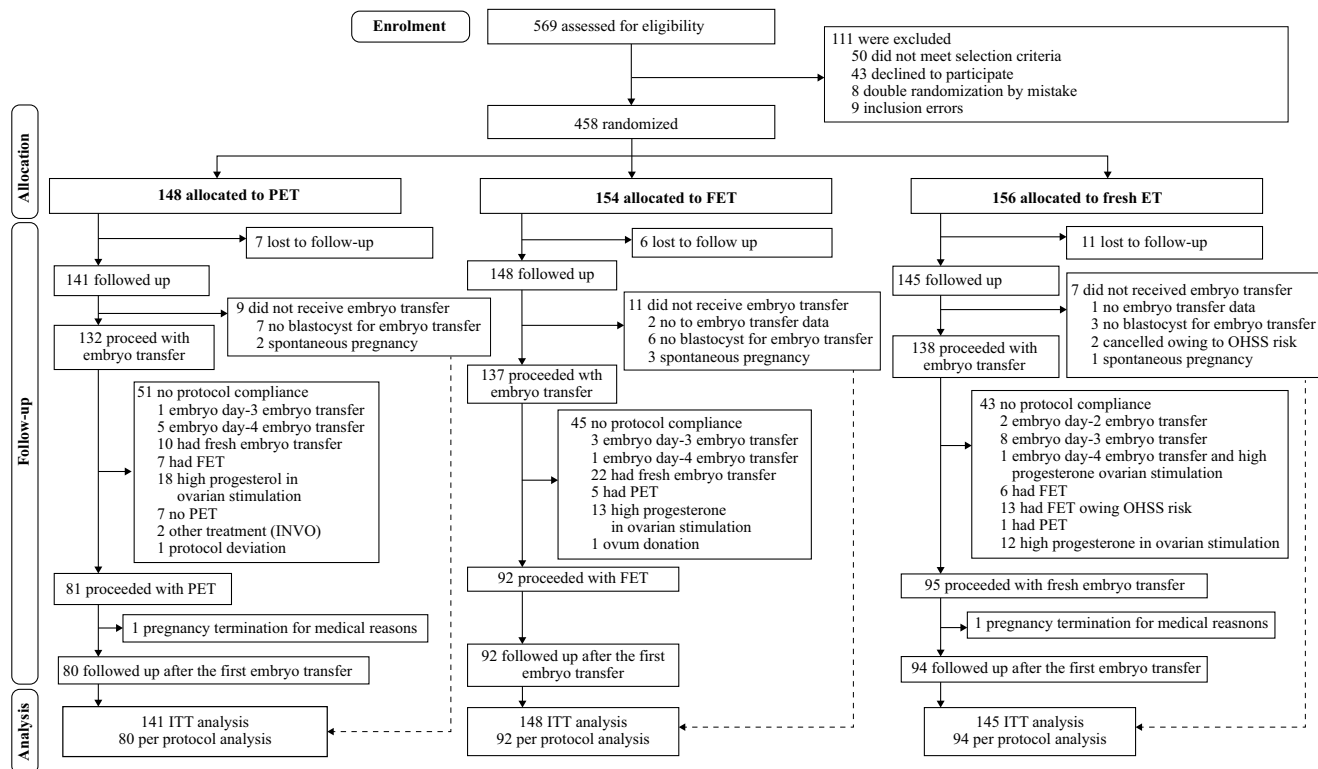 Enrolment
569 assessed for eligibility
111 were excluded
50 did not meet selection criteria
43 declined to participate
8 double randomization by mistake
9 inclusion errors
458 randomized
Allocation
148 allocated to PET
154 allocated to FET
156 allocated to fresh ET
Follow-up
7 lost to follow-up
6 lost to follow up
11 lost to follow-up
141 followed up
148 followed up
145 followed up
9 did not receive embryo transfer
7 no blastocyst for embryo transfer
2 spontaneous pregnancy
11 did not receive embryo transfer
2 no to embryo transfer data
6 no blastocyst for embryo transfer
3 spontaneous pregnancy
7 did not received embryo transfer
1 no embryo transfer data
3 no blastocyst for embryo transfer
2 cancelled owing to OHSS risk
1 spontaneous pregnancy
132 proceed with
embryo transfer
137 proceeded wth
embryo transfer
138 proceeded with
embryo transfer
51 no protocol compliance
1 embryo day-3 embryo transfer
5 embryo day-4 embryo transfer
10 had fresh embryo transfer
7 had FET
18 high progesterol in
ovarian stimulation
7 no PET
2 other treatment (INVO)
1 protocol deviation
45 no protocol compliance
3 embryo day-3 embryo transfer
1 embryo day-4 embryo transfer
22 had fresh embryo transfer
5 had PET
13 high progesterone
in ovarian stimulation
1 ovum donation
43 no protocol compliance
2 embryo day-2 embryo transfer
8 embryo day-3 embryo transfer
1 embryo day-4 embryo transfer and high
progesterone ovarian stimulation
6 had FET
13 had FET owing OHSS risk
1 had PET
12 high progesterone in ovarian stimulation
81 proceeded with PET
92 proceeded with FET
95 proceeded with fresh embryo transfer
1 pregnancy termination for medical reasons
1 pregnancy termination for medical reasnons
80 followed up after the first embryo transfer
92 followed up after the first
embryo transfer
94 followed up after the first embryo transfer
Analysis
141 ITT analysis
80 per protocol analysis
148 ITT analysis
92 per protocol analysis
145 ITT analysis
94 per protocol analysis